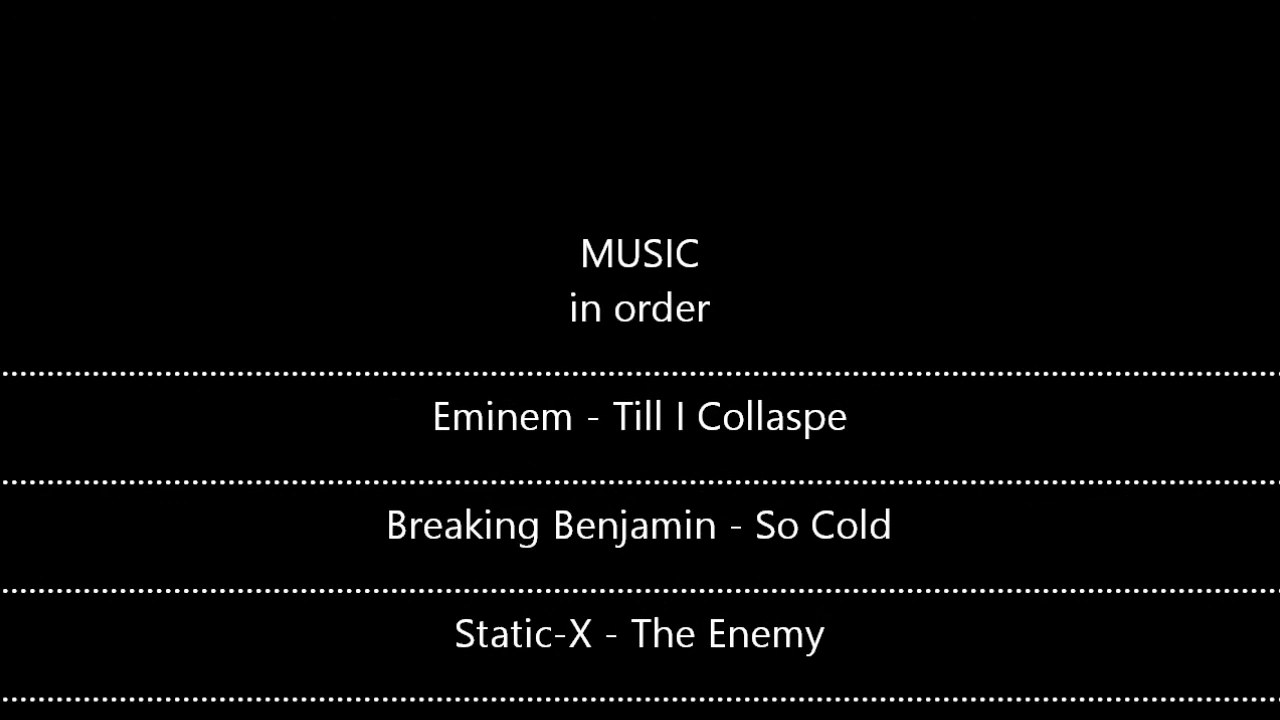 MUSIC
in order
Eminem - Till I Collaspe
Breaking Benjamin - So Cold
Static-X - The Enemy